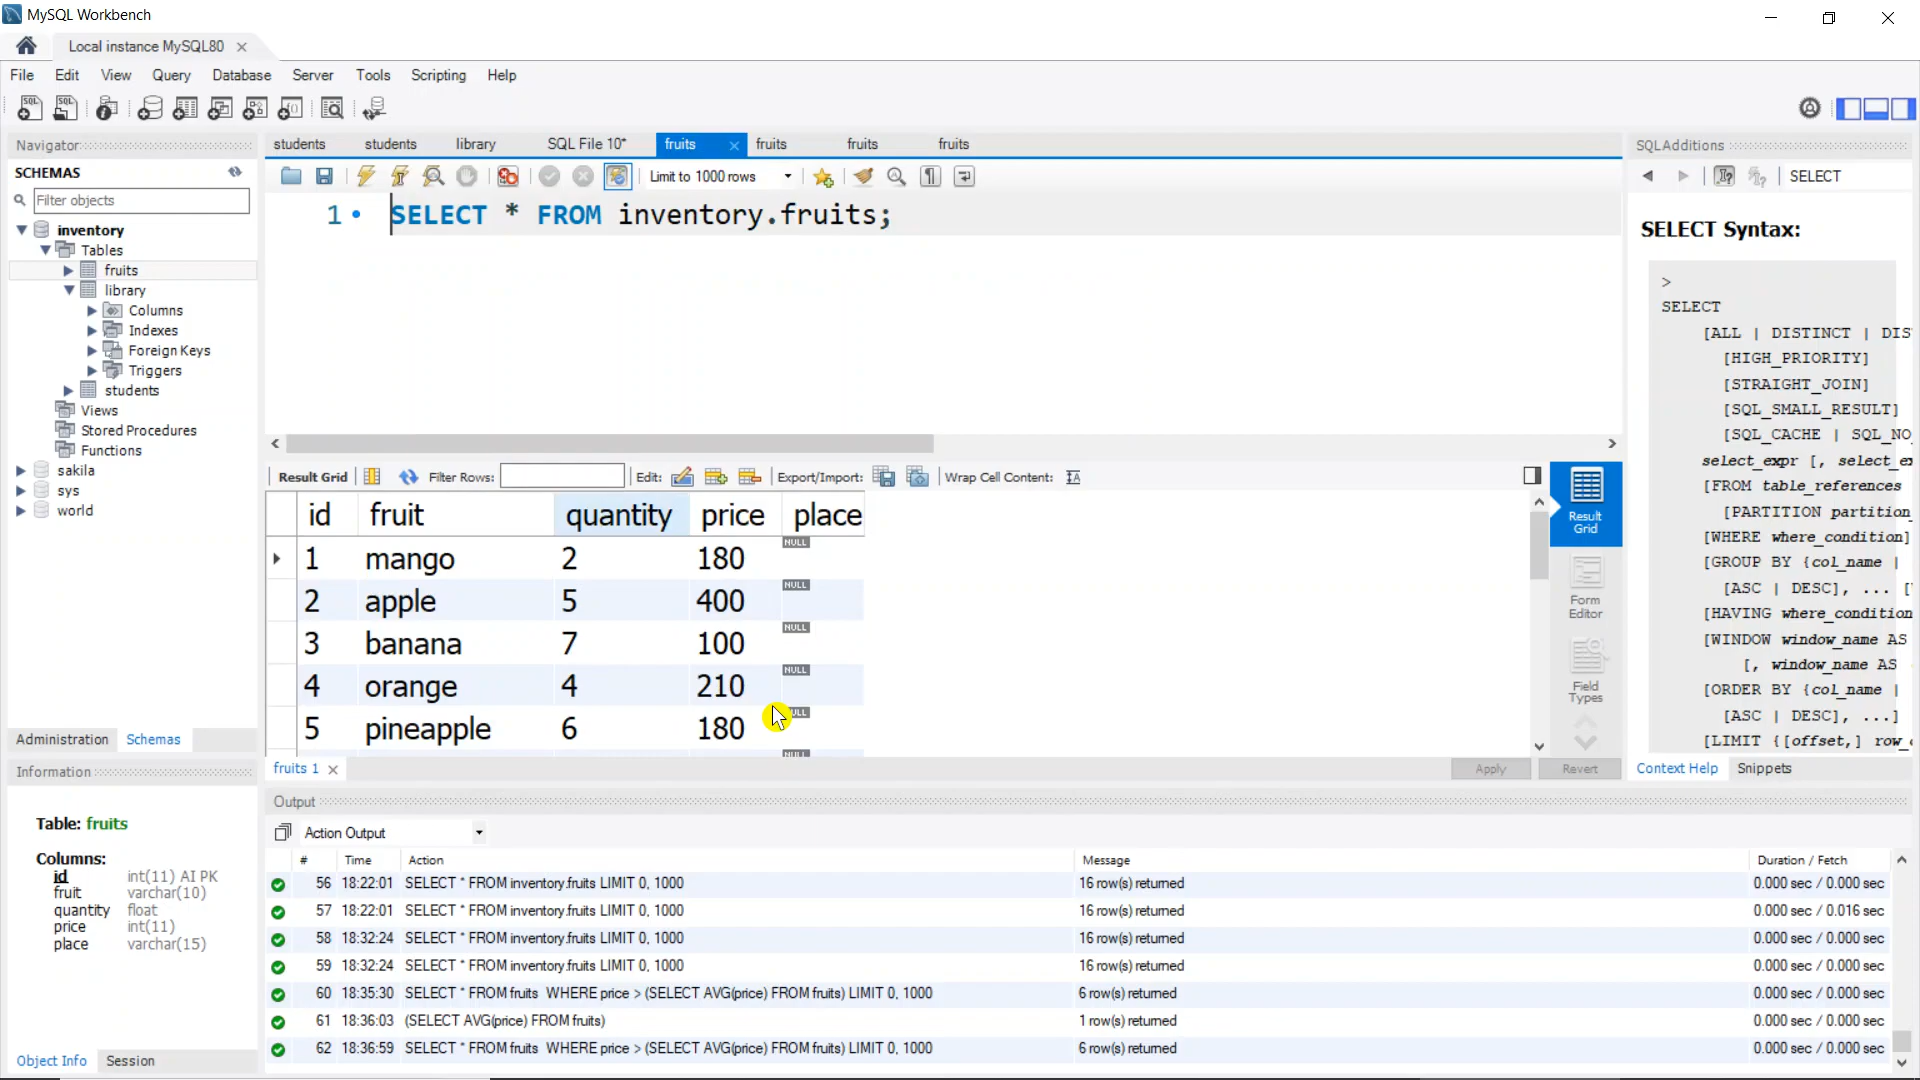 MySQL Workbench
Local instance MySQL80
File Edit View Query Database Server Tools Scripting Help
Navigator
SCHEMAS
Filter objects
inventory
Tables
fruits
library
Columns
Indexes
Foreign Keys
Triggers
students
Views
Stored Procedures
Functions
sakila
sys
world
Administration Schemas
Information
Table: fruits
Columns:
id int(11) AI PK
fruit varchar(10)
quantity float
price int(11)
place varchar(15)
Object Info Session
students students library SQL File 10* fruits fruits fruits fruits
Limit to 1000 rows
1 SELECT * FROM inventory.fruits;
Result Grid Filter Rows: Edit: Export/Import: Wrap Cell Content:
id fruit quantity price place
1 mango 2 180 NULL
2 apple 5 400 NULL
3 banana 7 100 NULL
4 orange 4 210 NULL
5 pineapple 6 180
NULL
Result
Grid
Form
Editor
Field
Types
fruits 1
Apply Revert
Output
Action Output
# Time Action Message Duration / Fetch
56 18:22:01 SELECT * FROM inventory.fruits LIMIT 0, 1000 16 row(s) returned 0.000 sec / 0.000 sec
57 18:22:01 SELECT * FROM inventory.fruits LIMIT 0, 1000 16 row(s) returned 0.000 sec / 0.016 sec
58 18:32:24 SELECT * FROM inventory.fruits LIMIT 0, 1000 16 row(s) returned 0.000 sec / 0.000 sec
59 18:32:24 SELECT * FROM inventory.fruits LIMIT 0, 1000 16 row(s) returned 0.000 sec / 0.000 sec
60 18:35:30 SELECT * FROM fruits WHERE price > (SELECT AVG(price) FROM fruits) LIMIT 0, 1000 6 row(s) returned 0.000 sec / 0.000 sec
61 18:36:03 (SELECT AVG(price) FROM fruits) 1 row(s) returned 0.000 sec / 0.000 sec
62 18:36:59 SELECT * FROM fruits WHERE price > (SELECT AVG(price) FROM fruits) LIMIT 0, 1000 6 row(s) returned 0.000 sec / 0.000 sec
SQLAdditions
SELECT
SELECT Syntax:
>
SELECT
[ALL | DISTINCT | DIS
[HIGH_PRIORITY]
[STRAIGHT_JOIN]
[SQL_SMALL_RESULT]
[SQL_CACHE | SQL_NO_
select_expr [, select_ex
[FROM table_references
[PARTITION partition_
[WHERE where_condition]
[GROUP BY {col_name |
[ASC | DESC], ... [
[HAVING where_condition
[WINDOW window_name AS
[, window_name AS
[ORDER BY {col_name |
[ASC | DESC], ...]
[LIMIT {[offset,] row_c
Context Help Snippets